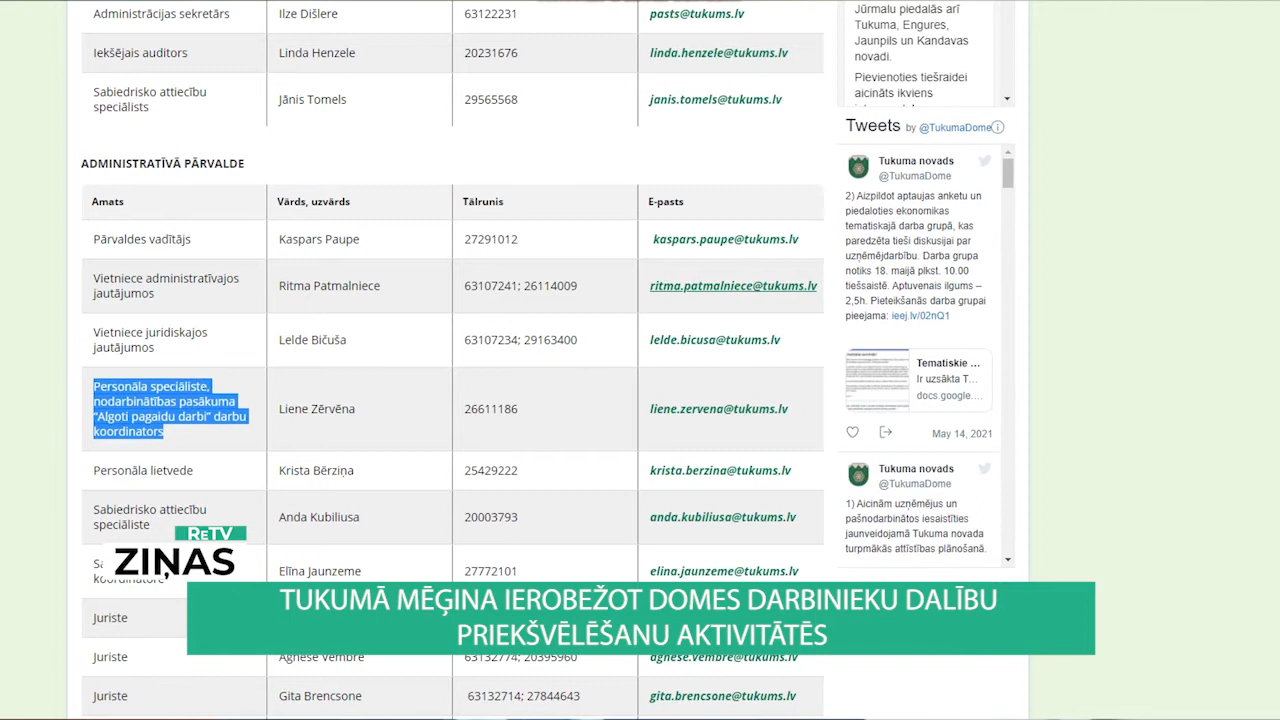 Administrācijas sekretārs Ilze Dišlere 63122231 pasts@tukums.lv
Iekšējais auditors Linda Henzele 20231676 linda.henzele@tukums.lv
Sabiedrisko attiecību
speciālists Jānis Tomels 29565568 janis.tomels@tukums.lv
ADMINISTRATĪVĀ PĀRVALDE
Amats Vārds, uzvārds Tālrunis E-pasts
Pārvaldes vadītājs Kaspars Paupe 27291012 kaspars.paupe@tukums.lv
Vietniece administratīvajos
jautājumos Ritma Patmalniece 63107241; 26114009 ritma.patmalniece@tukums.lv
Vietniece juridiskajos
jautājumos Lelde Bičuša 63107234; 29163400 lelde.bicusa@tukums.lv
Personāla speciāliste,
nodarbinātības pasākuma
"Algoti pagaidu darbi" darbu
koordinators Liene Zērvēna 26611186 liene.zervena@tukums.lv
Personāla lietvede Krista Bērziņa 25429222 krista.berzina@tukums.lv
Sabiedrisko attiecību
speciāliste Anda Kubiliusa 20003793 anda.kubiliusa@tukums.lv
27772101 elina.jaunzeme@tukums.lv
Juriste
Juriste Agnese Vembre 63132774; 20395960 agnese.vembre@tukums.lv
Juriste Gita Brencsone 63132714; 27844643 gita.brencsone@tukums.lv
Jūrmalu piedalās arī
Tukuma, Engures,
Jaunpils un Kandavas
novadi.
Pievienoties tiešraidei
aicināts ikviens
Tweets by @TukumaDome
Tukuma novads
@TukumaDome
2) Aizpildot aptaujas anketu un
piedaloties ekonomikas
tematiskajā darba grupā, kas
paredzēta tieši diskusijai par
uzņēmējdarbību. Darba grupa
notiks 18. maijā plkst. 10.00
tiešsaistē. Aptuvenais ilgums –
2,5h. Pieteikšanās darba grupai
pieejama: ieej.lv/02nQ1
Tematiskie ...
Ir uzsākta T...
docs.google....
May 14, 2021
Tukuma novads
@TukumaDome
1) Aicinām uzņēmējus un
pašnodarbinātos iesaistīties
jaunveidojamā Tukuma novada
turpmākās attīstības plānošanā.
ReTV
ZIŅAS
TUKUMĀ MĒĢINA IEROBEŽOT DOMES DARBINIEKU DALĪBU
PRIEKŠVĒLĒŠANU AKTIVITĀTĒS